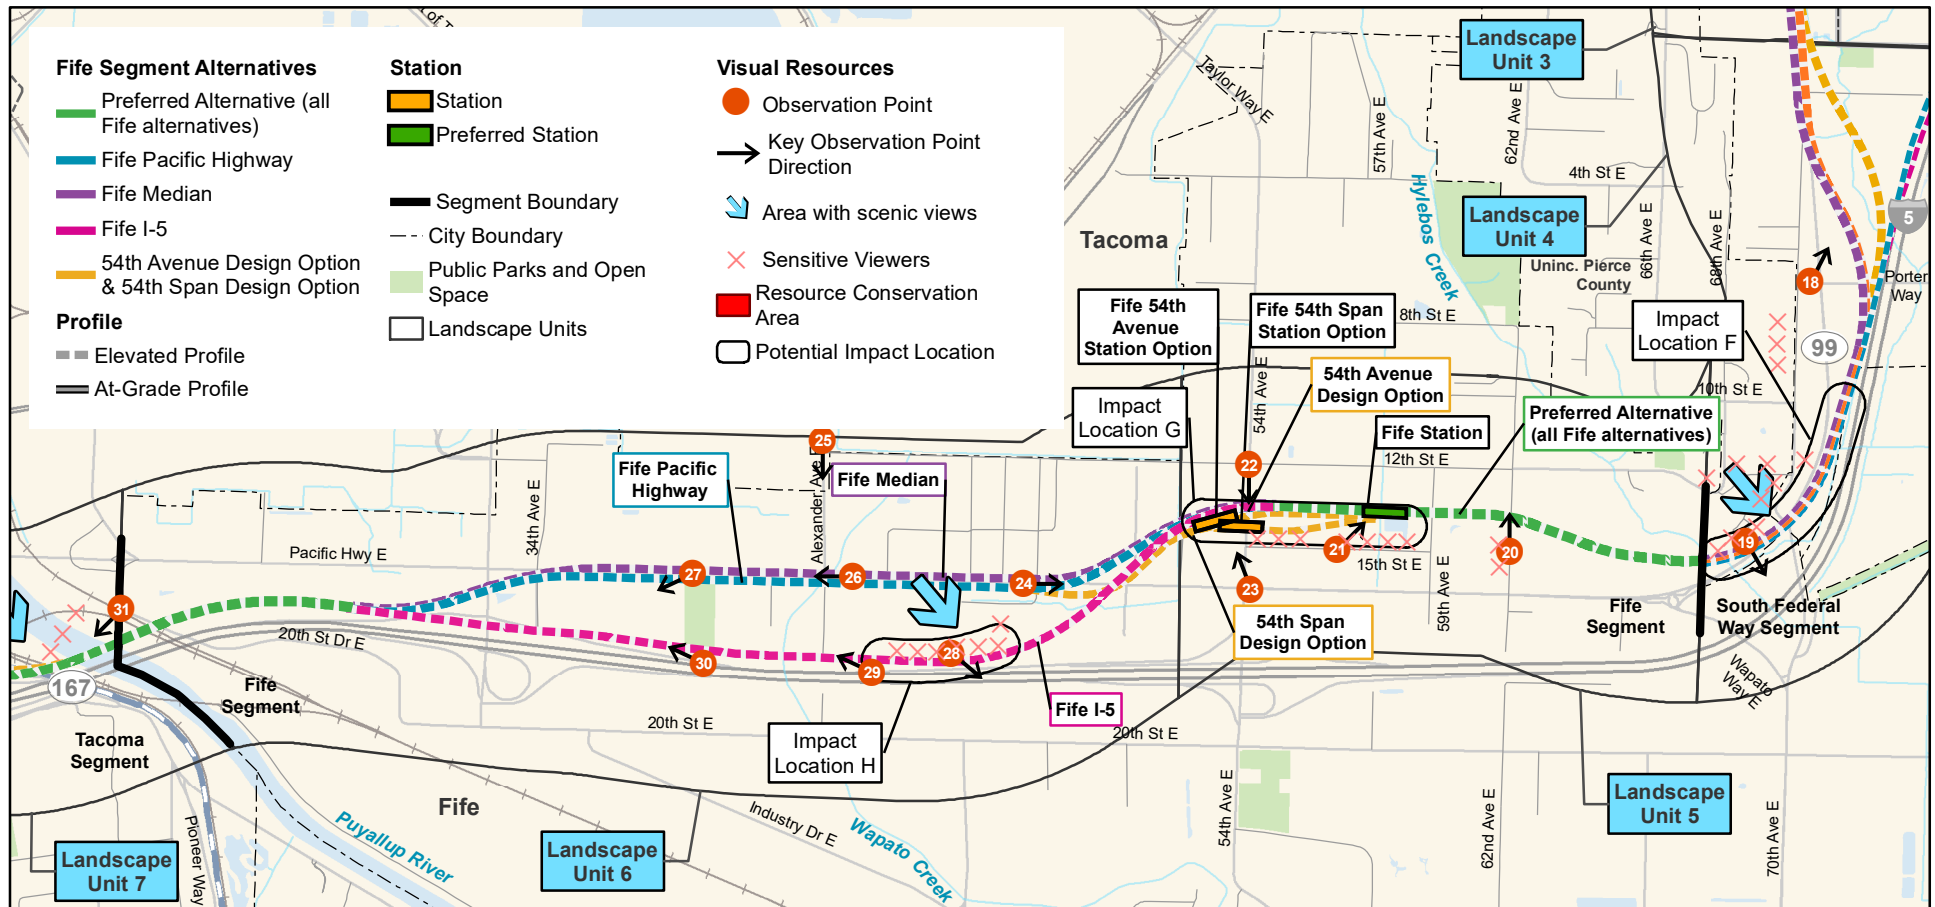 Fife Segment Alternatives
Preferred Alternative (all
Fife alternatives)
Fife Pacific Highway
Fife Median
Fife I-5
54th Avenue Design Option
& 54th Span Design Option
Profile
Elevated Profile
At-Grade Profile
Station
Station
Preferred Station
Segment Boundary
City Boundary
Public Parks and Open
Space
Landscape Units
Visual Resources
Observation Point
Key Observation Point
Direction
Area with scenic views
Sensitive Viewers
Resource Conservation
Area
Potential Impact Location
Landscape
Unit 3
Landscape
Unit 4
Taylor Way E
57th Ave E
62nd Ave E
4th St E
66th Ave E
68th Ave E
Hylebos Creek
Tacoma
Uninc. Pierce
County
5
Porter
Way
18
99
Impact
Location F
Fife 54th
Avenue
Station Option
Fife 54th Span
Station Option
8th St E
54th Ave E
54th Avenue
Design Option
10th St E
Impact
Location G
Fife Station
Preferred Alternative
(all Fife alternatives)
12th St E
25
22
Fife Pacific
Highway
Alexander Ave E
Fife Median
34th Ave E
Pacific Hwy E
27
26
24
21
20
19
15th St E
23
59th Ave E
31
54th Span
Design Option
Fife
Segment
South Federal
Way Segment
20th St Dr E
30
29
28
Wapato
Way E
167
Fife
Segment
Fife I-5
20th St E
20th St E
Impact
Location H
Tacoma
Segment
Fife
Puyallup River
Pioneer Way
Industry Dr E
Wapato Creek
54th Ave E
62nd Ave E
70th Ave E
Landscape
Unit 5
Landscape
Unit 6
Landscape
Unit 7